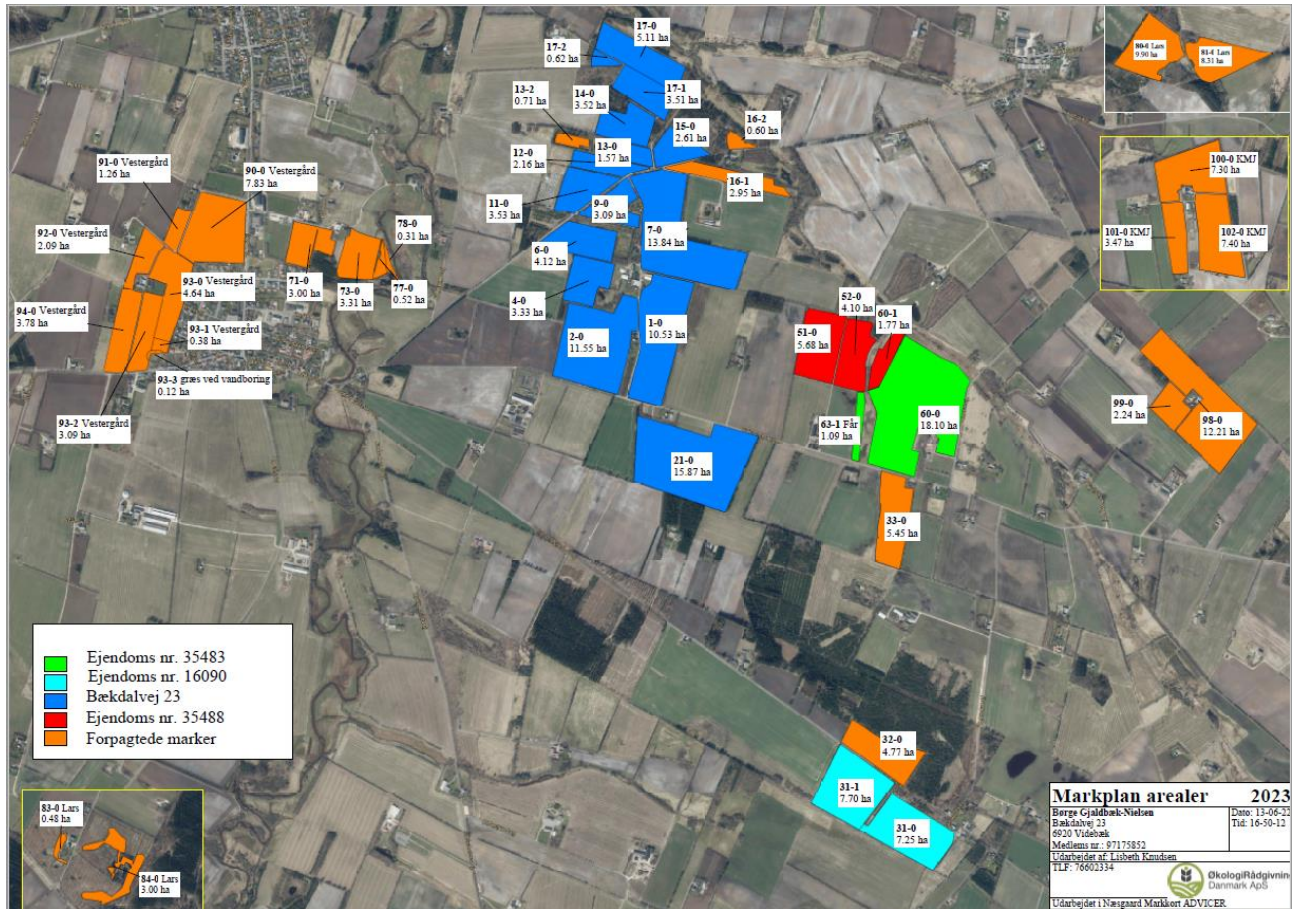 17-0
5.11 ha
17-2
0.62 ha
14-0
3.52 ha
17-1
3.51 ha
13-2
0.71 ha
15-0
2.61 ha
16-2
0.60 ha
13-0
1.57 ha
12-0
2.16 ha
16-1
2.95 ha
11-0
3.53 ha
9-0
3.09 ha
7-0
13.84 ha
6-0
4.12 ha
4-0
3.33 ha
2-0
11.55 ha
1-0
10.53 ha
21-0
15.87 ha
91-0 Vestergård
1.26 ha
90-0 Vestergård
7.83 ha
92-0 Vestergård
2.09 ha
93-0 Vestergård
4.64 ha
94-0 Vestergård
3.78 ha
93-1 Vestergård
0.38 ha
93-3 græs ved vandboring
0.12 ha
93-2 Vestergård
3.09 ha
71-0
3.00 ha
73-0
3.31 ha
78-0
0.31 ha
77-0
0.52 ha
80-0 Lars
9.90 ha
81-0 Lars
8.31 ha
100-0 KMJ
7.30 ha
101-0 KMJ
3.47 ha
102-0 KMJ
7.40 ha
52-0
4.10 ha
60-1
1.77 ha
51-0
5.68 ha
63-1 Får
1.09 ha
60-0
18.10 ha
33-0
5.45 ha
99-0
2.24 ha
98-0
12.21 ha
32-0
4.77 ha
31-1
7.70 ha
31-0
7.25 ha
Ejendoms nr. 35483
Ejendoms nr. 16090
Bækdalvej 23
Ejendoms nr. 35488
Forpagtede marker
83-0 Lars
0.48 ha
84-0 Lars
3.00 ha
Markplan arealer 2023
Børge Gjaldbæk-Nielsen
Dato: 13-06-22
Bækdalvej 23
Tid: 16-50-12
6920 Videbæk
Medlems nr.: 97175852
Udarbejdet af: Lisbeth Knudsen
TLF: 76602334
ØkologiRådgivning
Danmark ApS
Udarbejdet i Næsgaard Markkort ADVICER